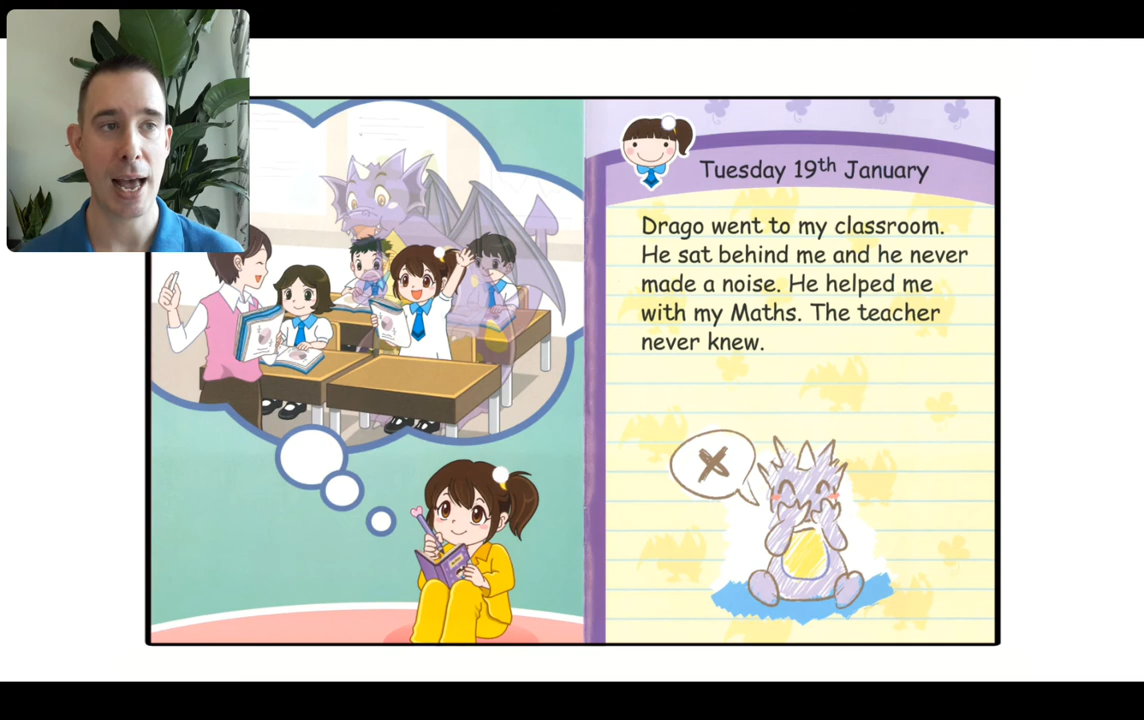 Tuesday 19th January
Drago went to my classroom.
He sat behind me and he never
made a noise. He helped me
with my Maths. The teacher
never knew.